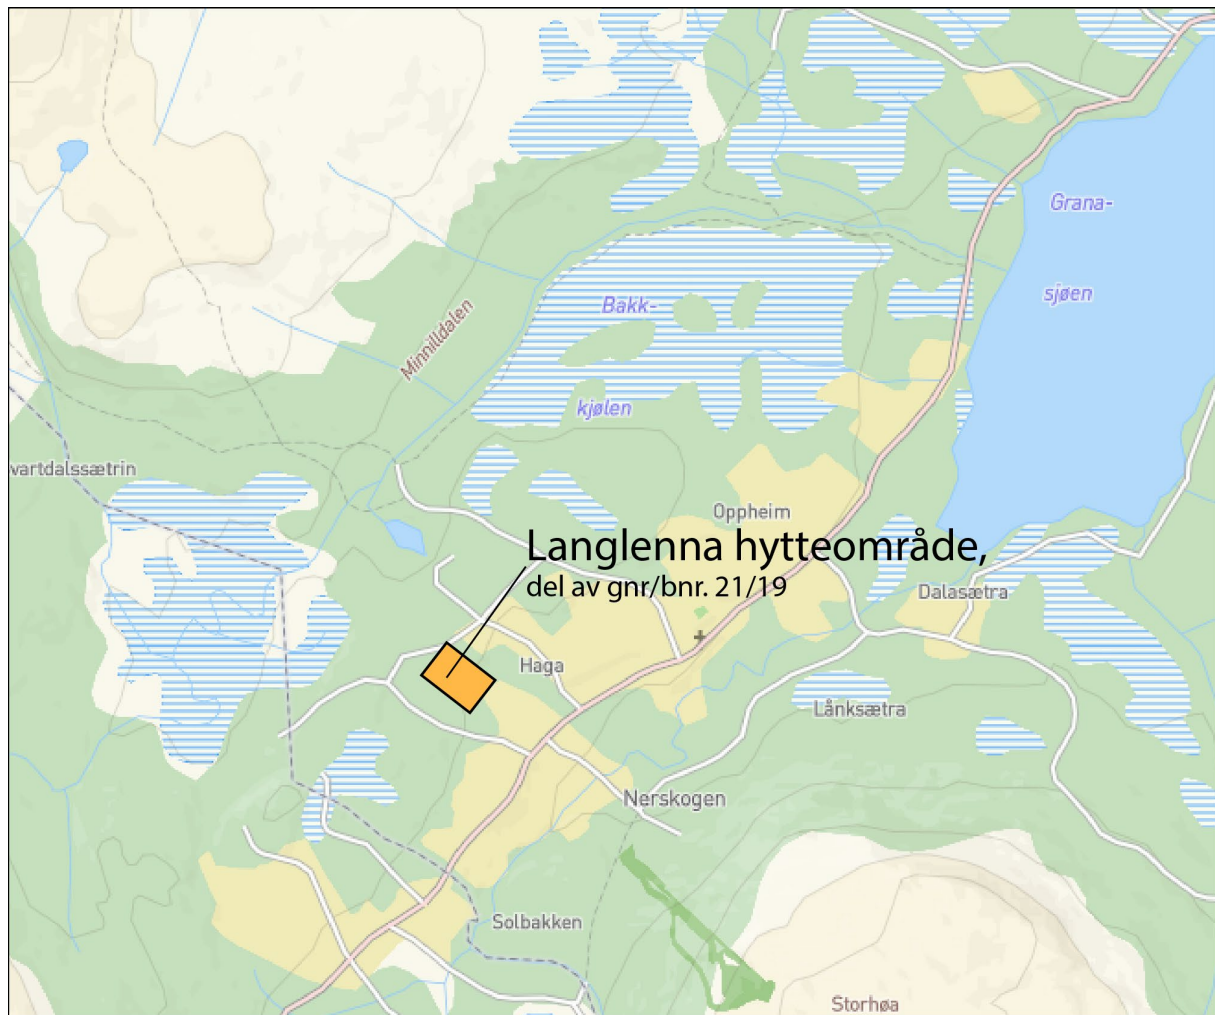 Grana-
sjøen
Bakk-
Minnilldalen
kjølen
vartdalssætrin
Oppheim
Langlenna hytteområde,
del av gnr/bnr. 21/19
Dalasætra
Haga
Lånksætra
Nerskogen
Solbakken
Storhøa